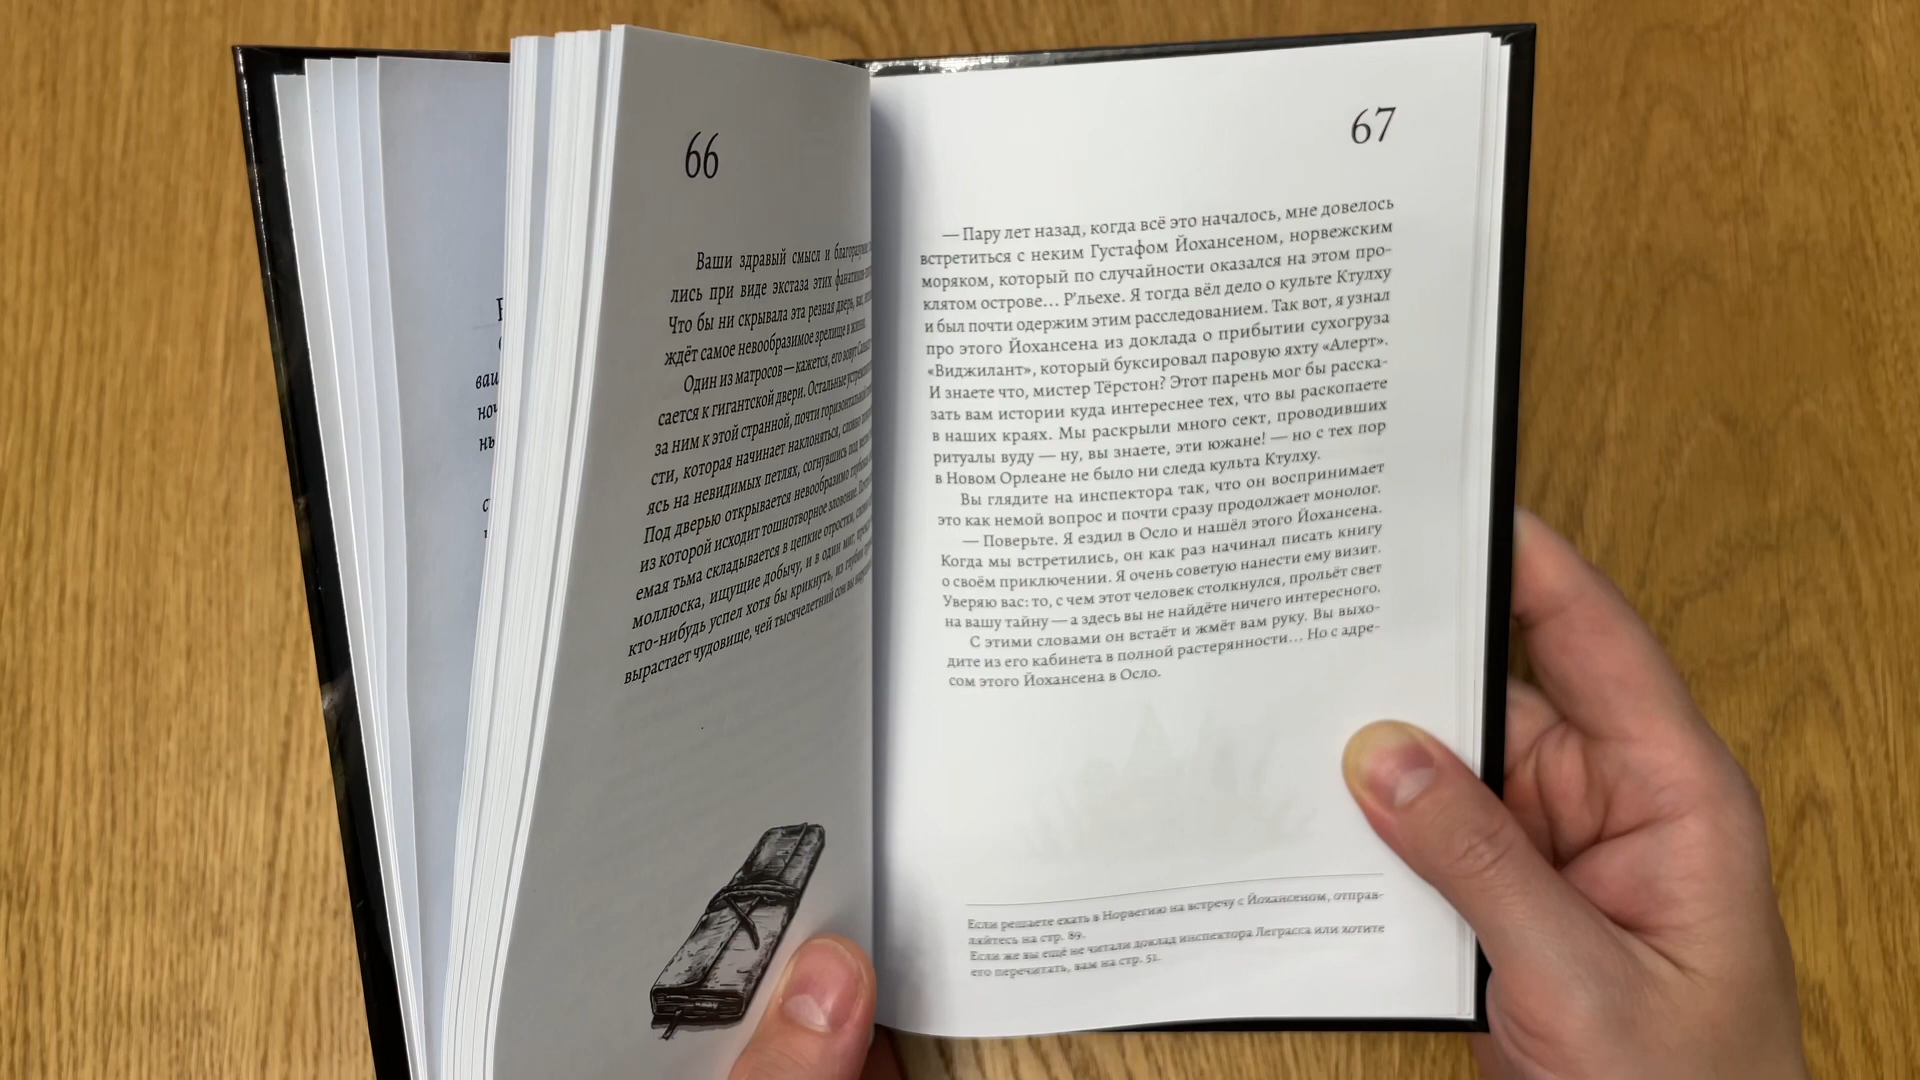 66
Ваши здравый смысл и
лись при виде экстаза этих
Что бы ни скрывала эта резная дверь, вас
ждёт самое невообразимое зрелище в жизни.
Один из матросов — кажется, его зовут
сается к гигантской двери. Остальные
за ним к этой странной, почти горизонтальной
сти, которая начинает наклоняться, словно
ясь на невидимых петлях, согнувшись под
Под дверью открывается невообразимо
из которой исходит тошнотворное зловоние.
емая тьма складывается в цепкие отростки,
моллюска, ищущие добычу, и в один миг,
кто-нибудь успел хотя бы крикнуть, из глубин
вырастает чудовище, чей тысячелетний сон вы
67
— Пару лет назад, когда всё это началось, мне довелось
встретиться с неким Густафом Йохансеном, норвежским
моряком, который по случайности оказался на этом про-
клятом острове… Р’льехе. Я тогда вёл дело о культе Ктулху
и был почти одержим этим расследованием. Так вот, я узнал
про этого Йохансена из доклада о прибытии сухогруза
«Виджилант», который буксировал паровую яхту «Алерт».
И знаете что, мистер Тёрстон? Этот парень мог бы расска-
зать вам истории куда интереснее тех, что вы раскопаете
в наших краях. Мы раскрыли много сект, проводивших
ритуалы вуду — ну, вы знаете, эти южане! — но с тех пор
в Новом Орлеане не было ни следа культа Ктулху.
Вы глядите на инспектора так, что он воспринимает
это как немой вопрос и почти сразу продолжает монолог.
— Поверьте. Я ездил в Осло и нашёл этого Йохансена.
Когда мы встретились, он как раз начинал писать книгу
о своём приключении. Я очень советую нанести ему визит.
Уверяю вас: то, с чем этот человек столкнулся, прольёт свет
на вашу тайну — а здесь вы не найдёте ничего интересного.
С этими словами он встаёт и жмёт вам руку. Вы выхо-
дите из его кабинета в полной растерянности… Но с адре-
сом этого Йохансена в Осло.
Если решаете ехать в Норвегию на встречу с Йохансеном, отправ-
ляйтесь на стр. 89.
Если же вы ещё не читали доклад инспектора Леграсса или хотите
его перечитать, вам на стр. 51.